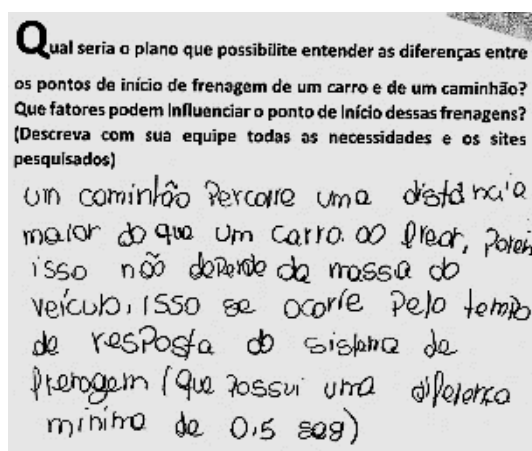 Qual seria o plano que possibilite entender as diferenças entre
os pontos de início de frenagem de um carro e de um caminhão?
Que fatores podem influenciar o ponto de início dessas frenagens?
(Descreva com sua equipe todas as necessidades e os sites
pesquisados)
um caminhão Percorre uma distância
maior do que um carro. ao frear, Porem
isso não depende da massa do
veículo, isso se ocorre Pelo tempo
de resPosta do sistema de
frenagem (que Possui uma diferença
mínima de 0,5 seg)